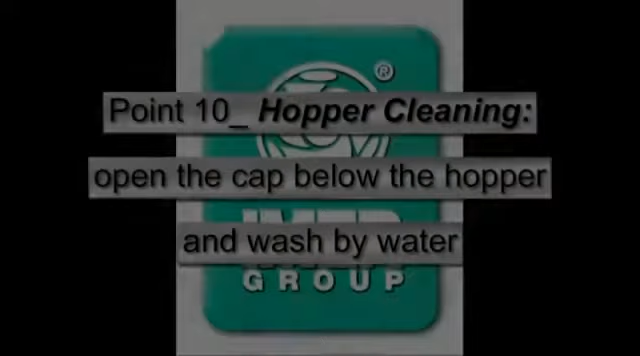 Point 10_ Hopper Cleaning:
open the cap below the hopper
and wash by water
GROUP
®